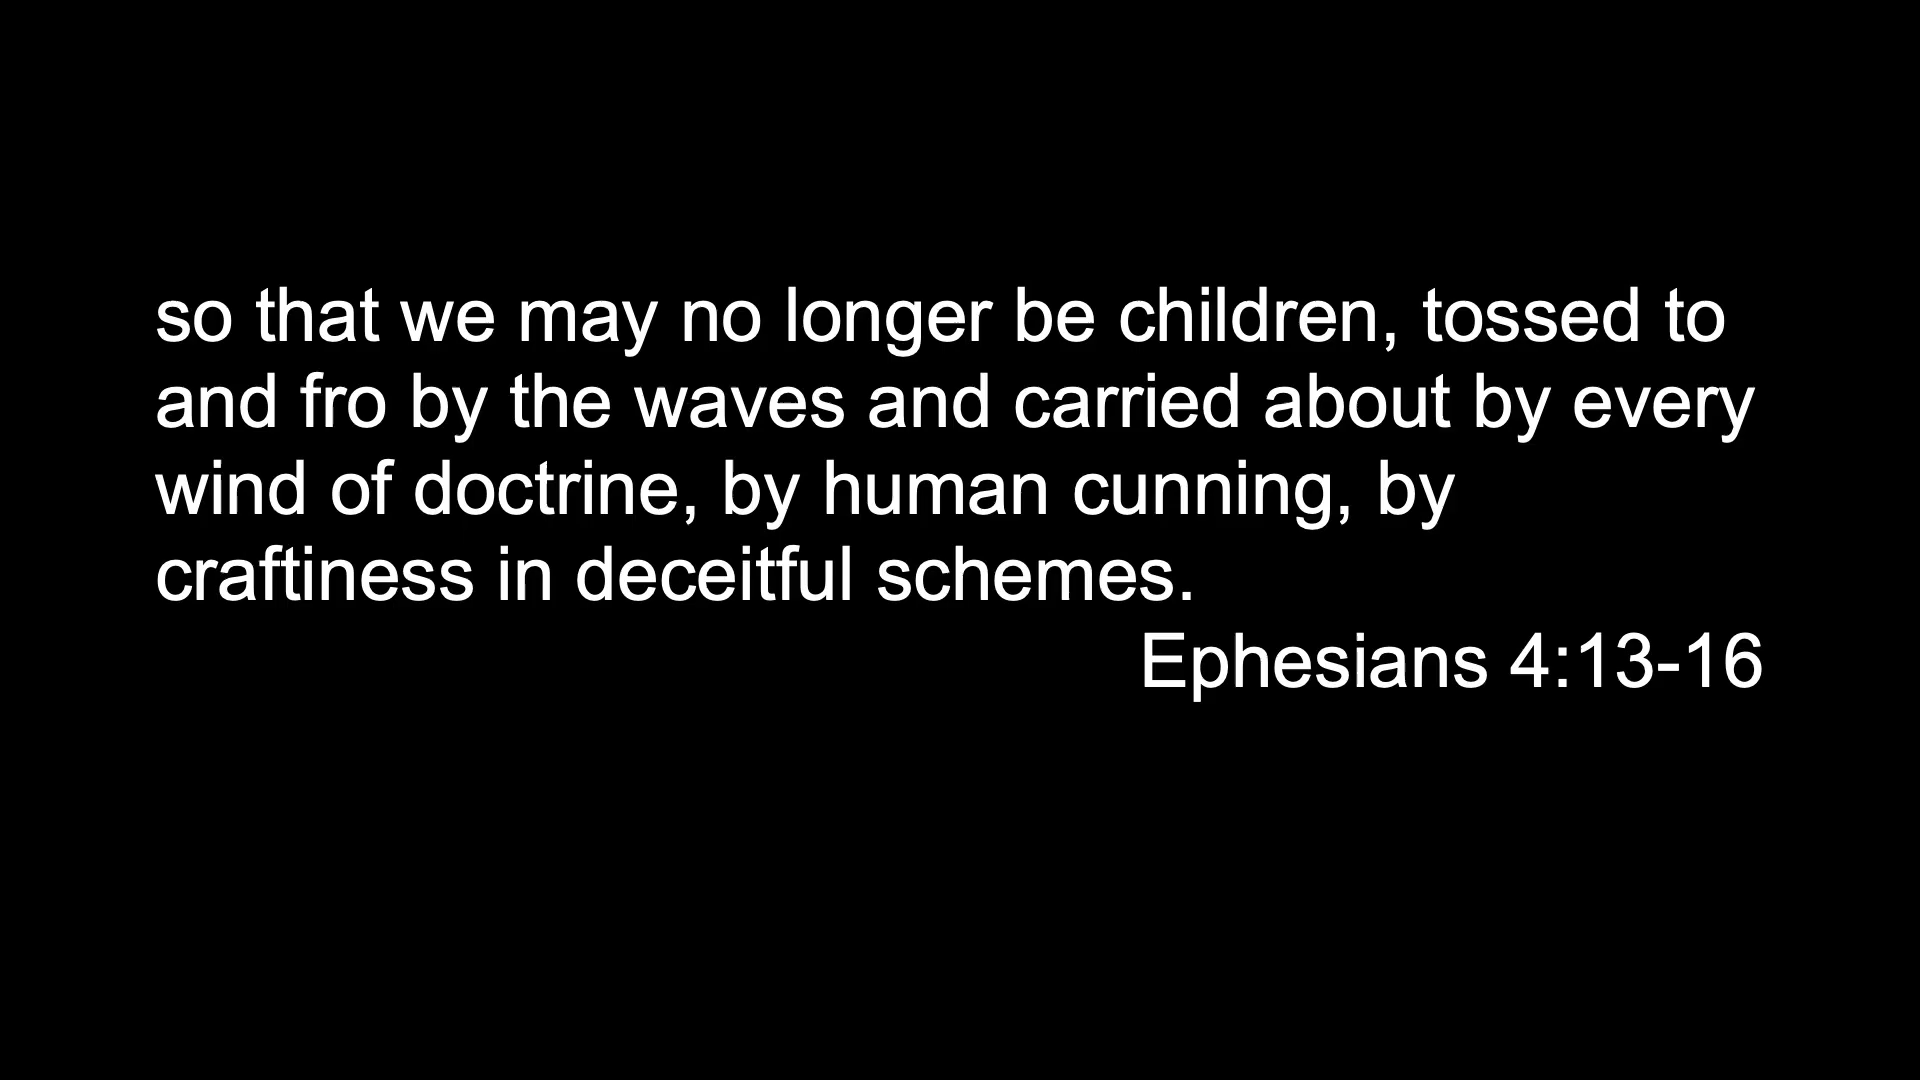 so that we may no longer be children, tossed to
and fro by the waves and carried about by every
wind of doctrine, by human cunning, by
craftiness in deceitful schemes.
Ephesians 4:13-16